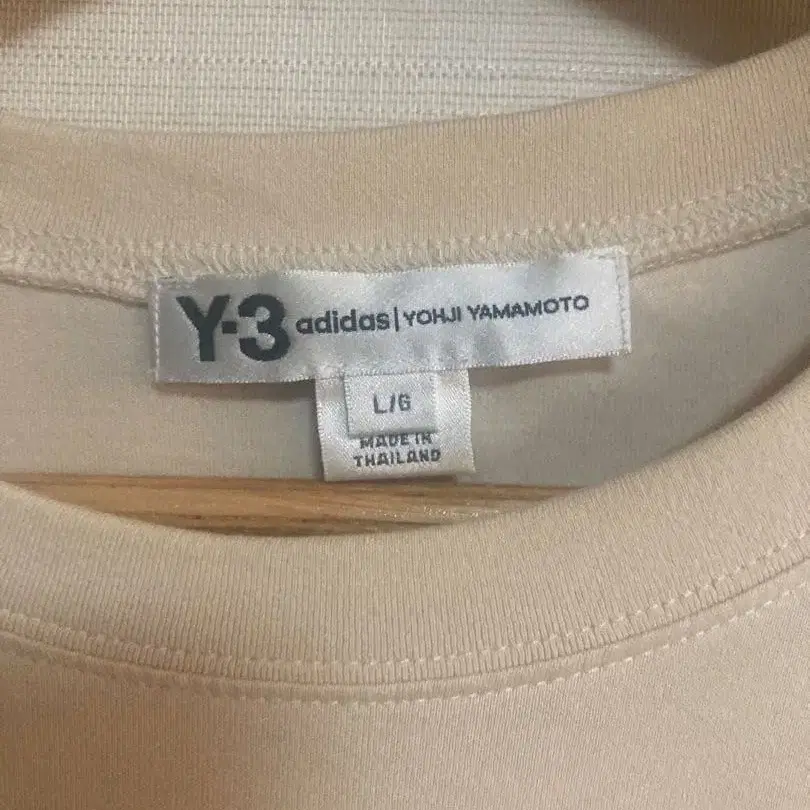 Y-3 adidas | YOHJI YAMAMOTO
L/G
MADE IN
THAILAND